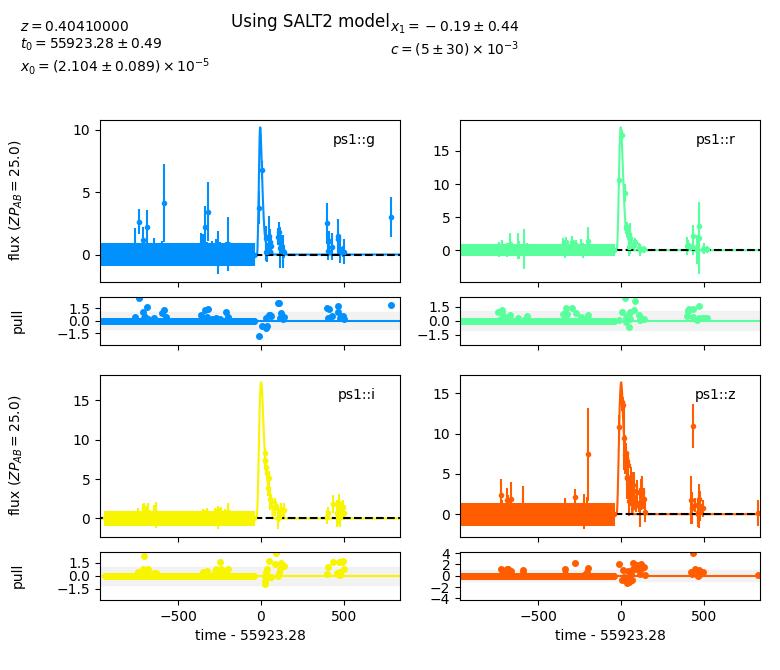 Using SALT2 model
z = 0.40410000
t₀ = 55923.28 ± 0.49
x₀ = (2.104 ± 0.089) × 10⁻⁵
x₁ = − 0.19 ± 0.44
c = (5 ± 30) × 10⁻³
ps1::g
flux (ZP_AB = 25.0)
10
5
0
ps1::r
15
10
5
0
pull
1.5
0.0
−1.5
1.5
0.0
−1.5
ps1::i
flux (ZP_AB = 25.0)
15
10
5
0
ps1::z
15
10
5
0
pull
1.5
0.0
−1.5
−500
0
500
time - 55923.28
4
2
0
−2
−4
−500
0
500
time - 55923.28